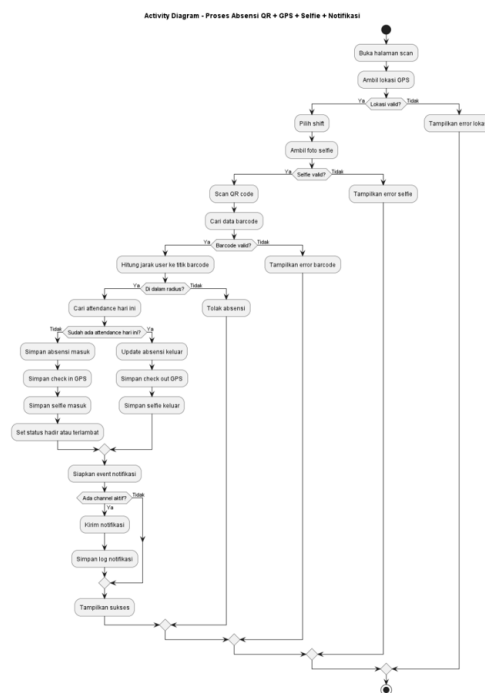 Activity Diagram - Proses Absensi QR + GPS + Selfie + Notifikasi
Buka halaman scan
Ambil lokasi GPS
Ya
Lokasi valid?
Tidak
Pilih shift
Tampilkan error loka
Ambil foto selfie
Ya
Selfie valid?
Tidak
Scan QR code
Tampilkan error selfie
Cari data barcode
Ya
Barcode valid?
Tidak
Hitung jarak user ke titik barcode
Tampilkan error barcode
Ya
Di dalam radius?
Tidak
Cari attendance hari ini
Tolak absensi
Tidak
Sudah ada attendance hari ini?
Ya
Simpan absensi masuk
Update absensi keluar
Simpan check in GPS
Simpan check out GPS
Simpan selfie masuk
Simpan selfie keluar
Set status hadir atau terlambat
Siapkan event notifikasi
Ada channel aktif?
Tidak
Ya
Kirim notifikasi
Simpan log notifikasi
Tampilkan sukses